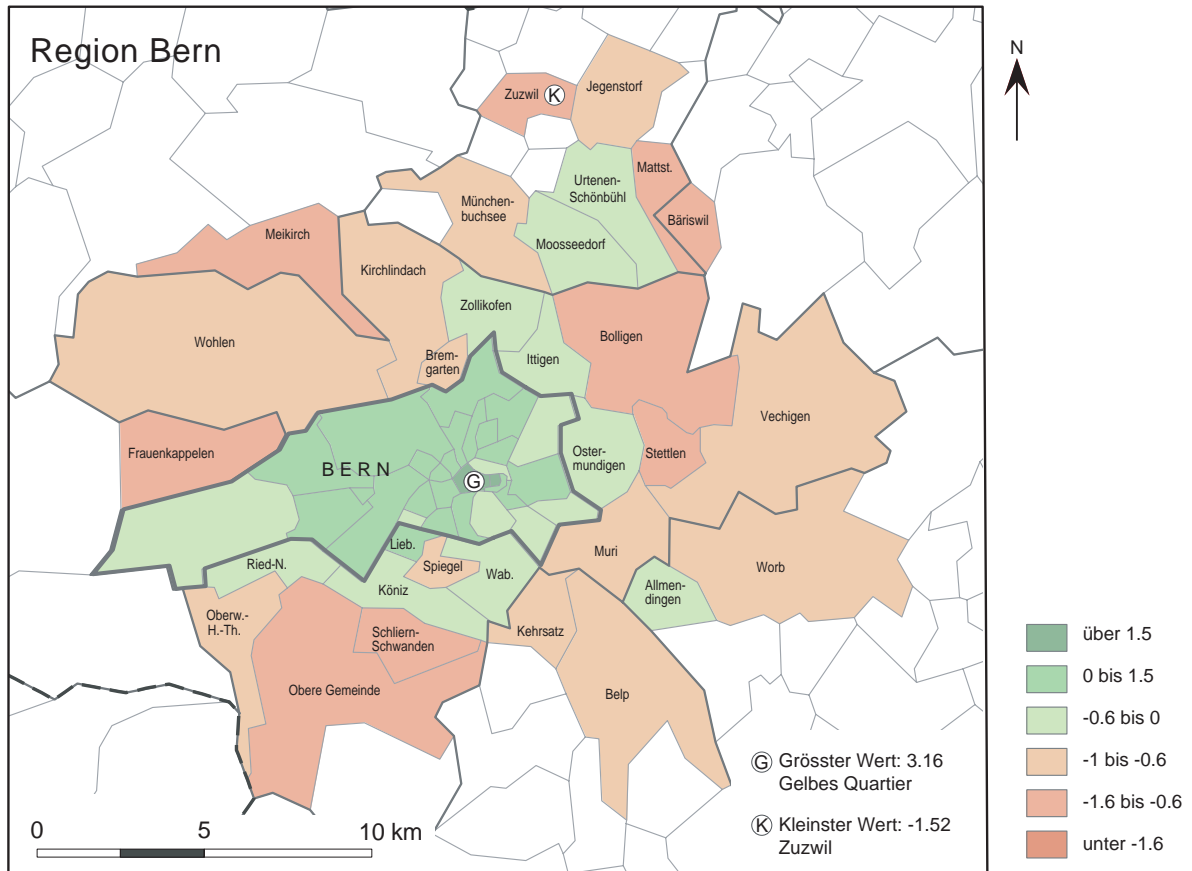 Region Bern
N
Zuzwil
K
Jegenstorf
Mattst.
Urtenen-
Schönbühl
München-
buchsee
Bäriswil
Meikirch
Moosseedorf
Kirchlindach
Zollikofen
Bolligen
Wohlen
Ittigen
Brem-
garten
Vechigen
Frauenkappelen
BERN
Oster-
mundigen
Stettlen
G
Lieb.
Muri
Ried-N.
Spiegel
Wab.
Worb
Köniz
Allmen-
dingen
Oberw.-
H.-Th.
Schliern-
Schwanden
Kehrsatz
Obere Gemeinde
Belp
über 1.5
0 bis 1.5
-0.6 bis 0
-1 bis -0.6
-1.6 bis -0.6
unter -1.6
G Grösster Wert: 3.16
Gelbes Quartier
K Kleinster Wert: -1.52
Zuzwil
0 5 10 km